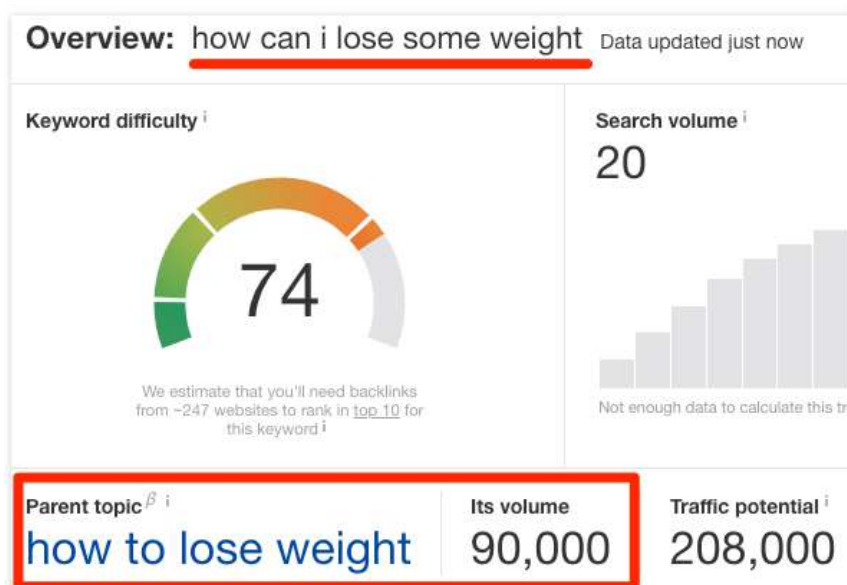 Overview: how can i lose some weight Data updated just now
Keyword difficulty i
Search volume i
20
74
We estimate that you'll need backlinks
from ~247 websites to rank in top 10 for
this keyword i
Not enough data to calculate this
Parent topic β i
Its volume
Traffic potential i
how to lose weight
90,000
208,000